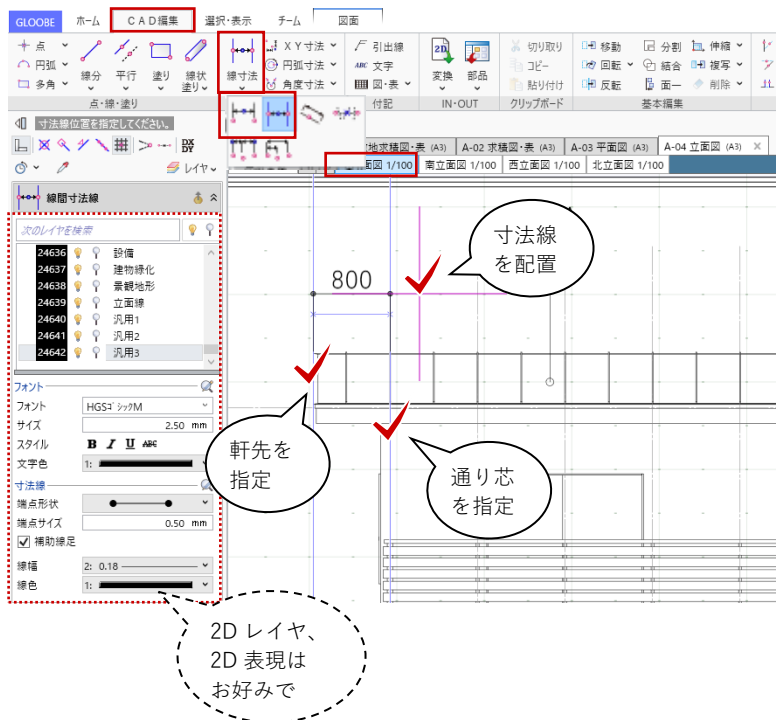 GLOOBE ホーム CAD編集 選択・表示 チーム 図面
点 線分 平行 塗り 線状塗り 線寸法 XY寸法 引出線 2D 変換 部品 切り取り 移動 分割 伸縮
円弧 円弧寸法 ABC 文字 コピー 回転 結合 複写
多角 角度寸法 図・表 貼り付け 反転 面一 削除
点・線・塗り 付記 IN・OUT クリップボード 基本編集
寸法線位置を指定してください。
地求積図・表 (A3) A-02 求積図・表 (A3) A-03 平面図 (A3) A-04 立面図 (A3)
面図 1/100 南立面図 1/100 西立面図 1/100 北立面図 1/100
レイヤ
線間寸法線
次のレイヤを検索
24636 設備
24637 建物緑化
24638 景観地形
24639 立面線
24640 汎用1
24641 汎用2
24642 汎用3
フォント
フォント HGSゴシックM
サイズ 2.50 mm
スタイル B I U ABC
文字色 1:
寸法線
端点形状
端点サイズ 0.50 mm
補助線足
線幅 2: 0.18
線色 1:
800
寸法線
を配置
軒先を
指定
通り芯
を指定
2D レイヤ、
2D 表現は
お好みで